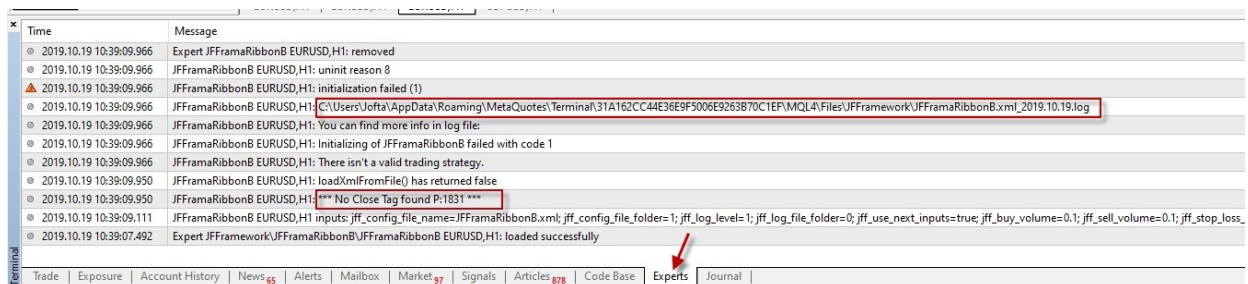 Time Message
2019.10.19 10:39:09.966 Expert JFFramaRibbonB EURUSD,H1: removed
2019.10.19 10:39:09.966 JFFramaRibbonB EURUSD,H1: uninit reason 8
2019.10.19 10:39:09.966 JFFramaRibbonB EURUSD,H1: initialization failed (1)
2019.10.19 10:39:09.966 JFFramaRibbonB EURUSD,H1: C:\Users\Jofta\AppData\Roaming\MetaQuotes\Terminal\31A162CC44E36E9F5006E9263B70C1EF\MQL4\Files\JFFramework\JFFramaRibbonB.xml_2019.10.19.log
2019.10.19 10:39:09.966 JFFramaRibbonB EURUSD,H1: You can find more info in log file:
2019.10.19 10:39:09.966 JFFramaRibbonB EURUSD,H1: Initializing of JFFramaRibbonB failed with code 1
2019.10.19 10:39:09.966 JFFramaRibbonB EURUSD,H1: There isn't a valid trading strategy.
2019.10.19 10:39:09.950 JFFramaRibbonB EURUSD,H1: loadXmlFromFile() has returned false
2019.10.19 10:39:09.950 JFFramaRibbonB EURUSD,H1: *** No Close Tag found P:1831 ***
2019.10.19 10:39:09.111 JFFramaRibbonB EURUSD,H1 inputs: jff_config_file_name=JFFramaRibbonB.xml; jff_config_file_folder=1; jff_log_level=1; jff_log_file_folder=0; jff_use_next_inputs=true; jff_buy_volume=0.1; jff_sell_volume=0.1; jff_stop_loss_
2019.10.19 10:39:07.492 Expert JFFramework\JFFramaRibbonB\JFFramaRibbonB EURUSD,H1: loaded successfully
Terminal
Trade | Exposure | Account History | News 65 | Alerts | Mailbox | Market 97 | Signals | Articles 878 | Code Base | Experts | Journal |